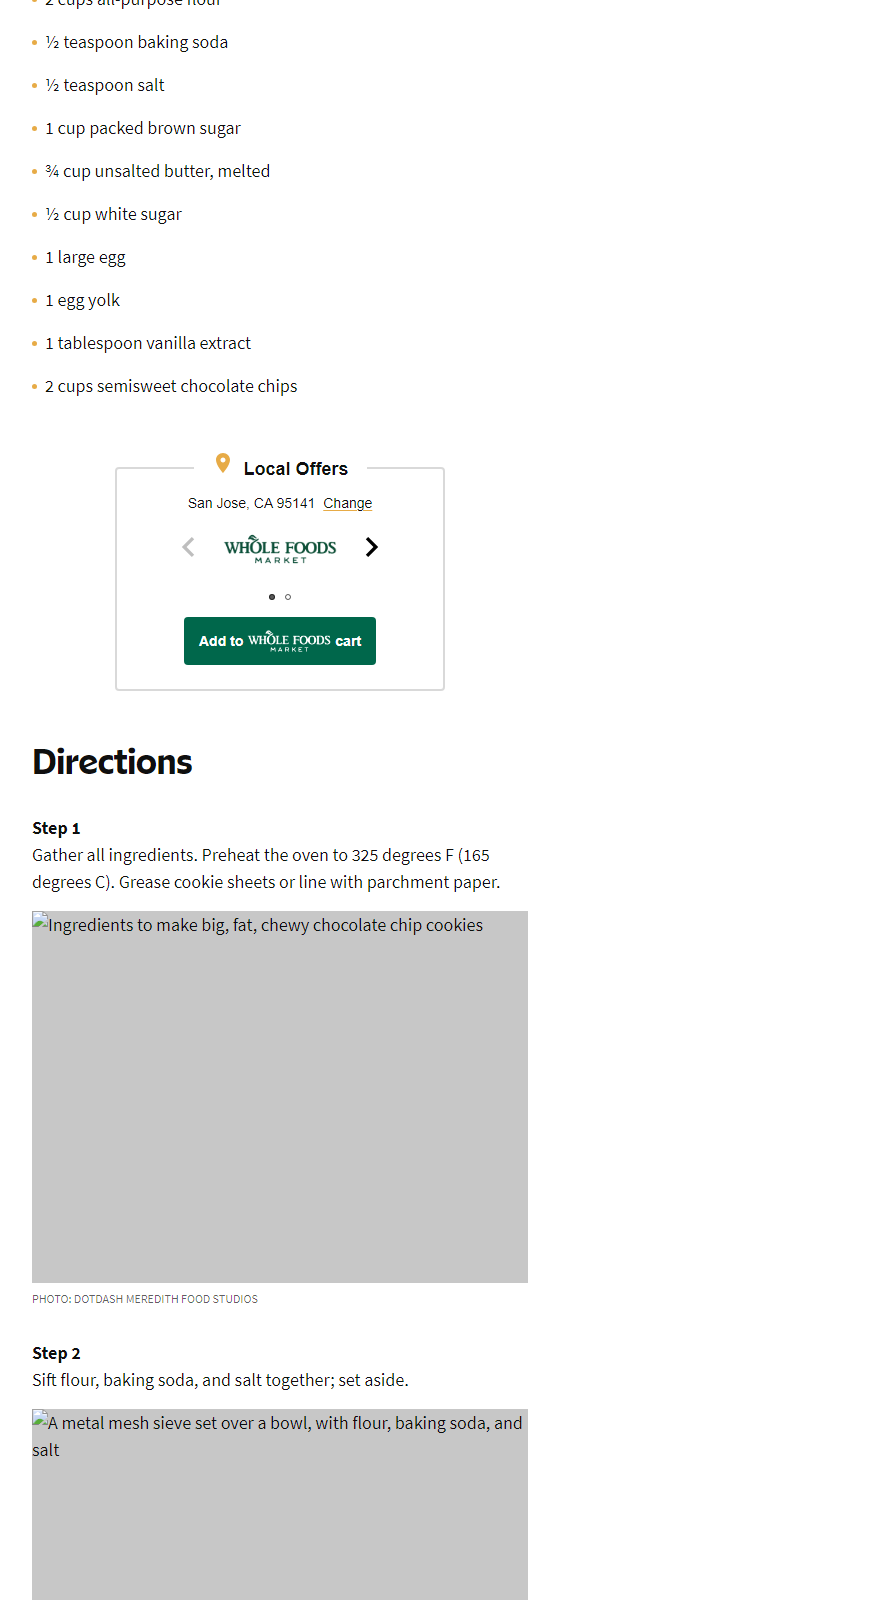 2 cups all-purpose flour
½ teaspoon baking soda
½ teaspoon salt
1 cup packed brown sugar
¾ cup unsalted butter, melted
½ cup white sugar
1 large egg
1 egg yolk
1 tablespoon vanilla extract
2 cups semisweet chocolate chips
Local Offers
San Jose, CA 95141 Change
WHOLE FOODS
MARKET
Add to WHOLE FOODS MARKET cart
Directions
Step 1
Gather all ingredients. Preheat the oven to 325 degrees F (165
degrees C). Grease cookie sheets or line with parchment paper.
Ingredients to make big, fat, chewy chocolate chip cookies
PHOTO: DOTDASH MEREDITH FOOD STUDIOS
Step 2
Sift flour, baking soda, and salt together; set aside.
A metal mesh sieve set over a bowl, with flour, baking soda, and
salt